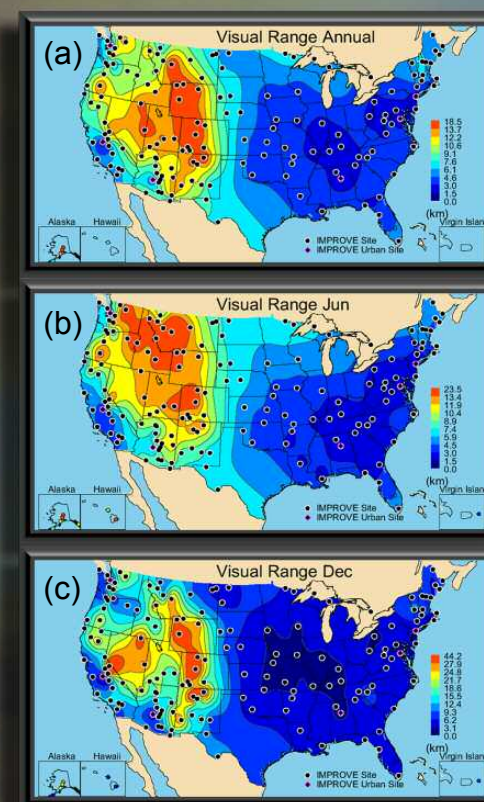 (a)
Visual Range Annual
18.5
13.7
12.2
10.6
9.1
7.6
6.1
4.6
3.0
1.5
0.0
(km)
Alaska
Hawaii
IMPROVE Site
IMPROVE Urban Site
Virgin Island
(b)
Visual Range Jun
23.5
13.4
11.9
10.4
8.9
7.4
5.9
4.5
3.0
1.5
0.0
(km)
Alaska
Hawaii
IMPROVE Site
IMPROVE Urban Site
Virgin Island
(c)
Visual Range Dec
44.2
27.9
24.8
21.7
18.6
15.5
12.4
9.3
6.2
3.1
0.0
(km)
Alaska
Hawaii
IMPROVE Site
IMPROVE Urban Site
Virgin Island